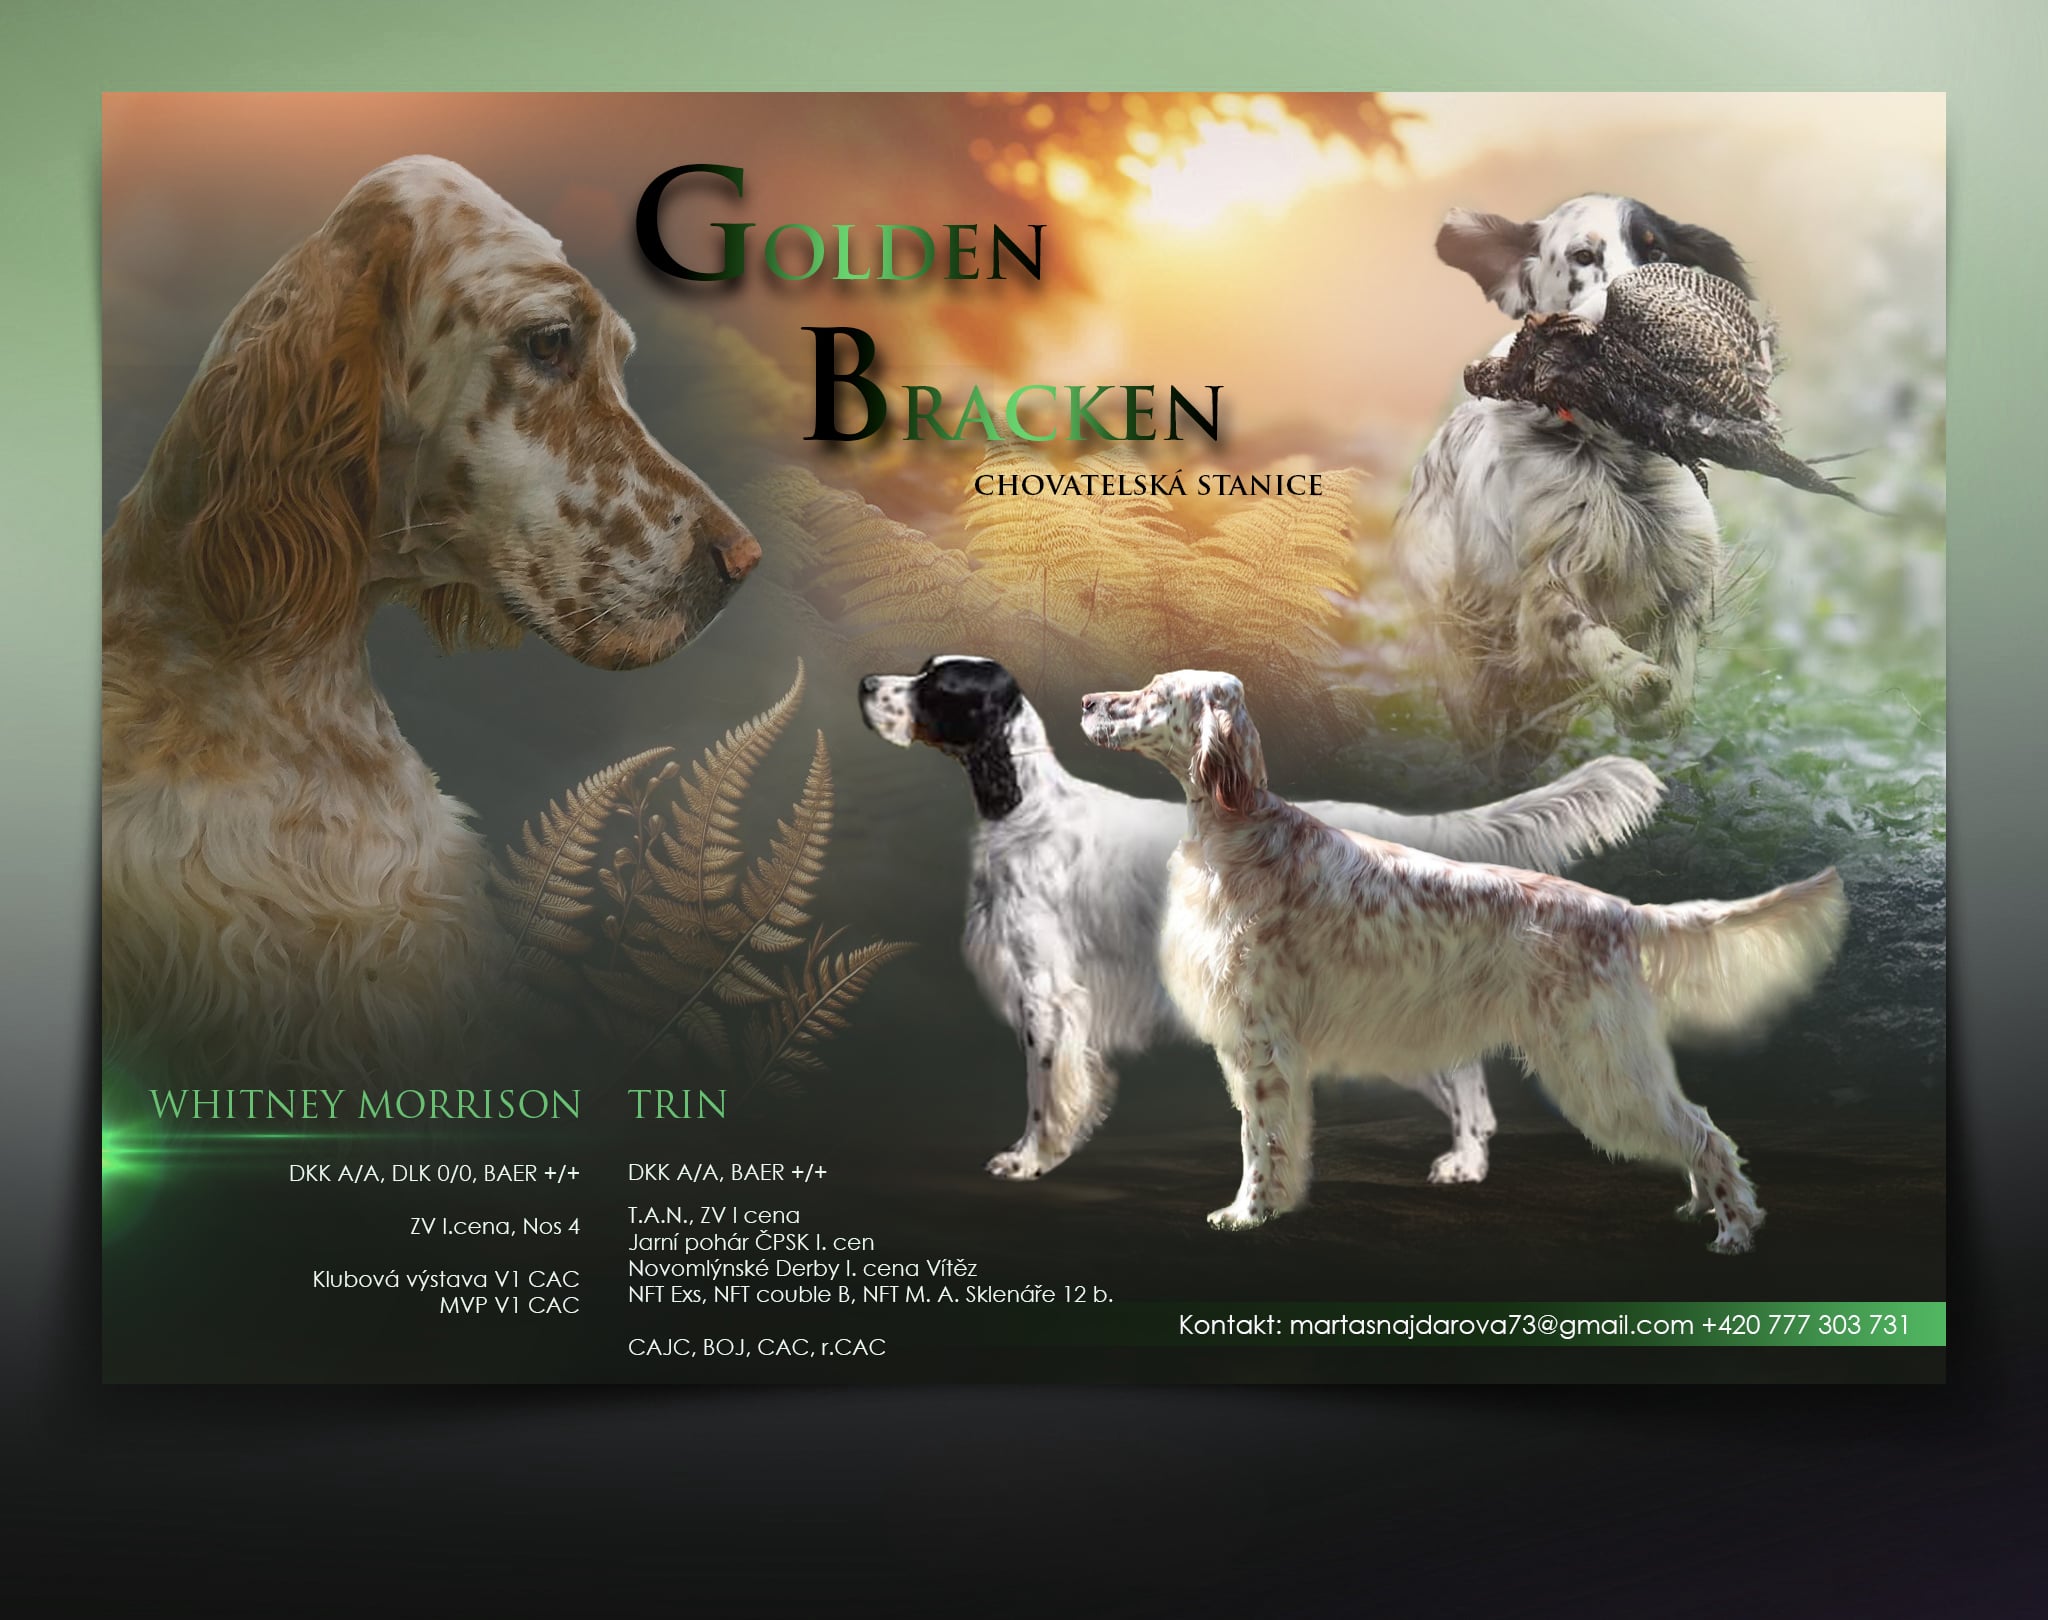 GOLDEN
BRACKEN
CHOVATELSKÁ STANICE
WHITNEY MORRISON
DKK A/A, DLK 0/0, BAER +/+
ZV I.cena, Nos 4
Klubová výstava V1 CAC
MVP V1 CAC
TRIN
DKK A/A, BAER +/+
T.A.N., ZV I cena
Jarní pohár ČPSK I. cen
Novomlýnské Derby I. cena Vítěz
NFT Exs, NFT couble B, NFT M. A. Sklenáře 12 b.
CAJC, BOJ, CAC, r.CAC
Kontakt: martasnajdarova73@gmail.com +420 777 303 731